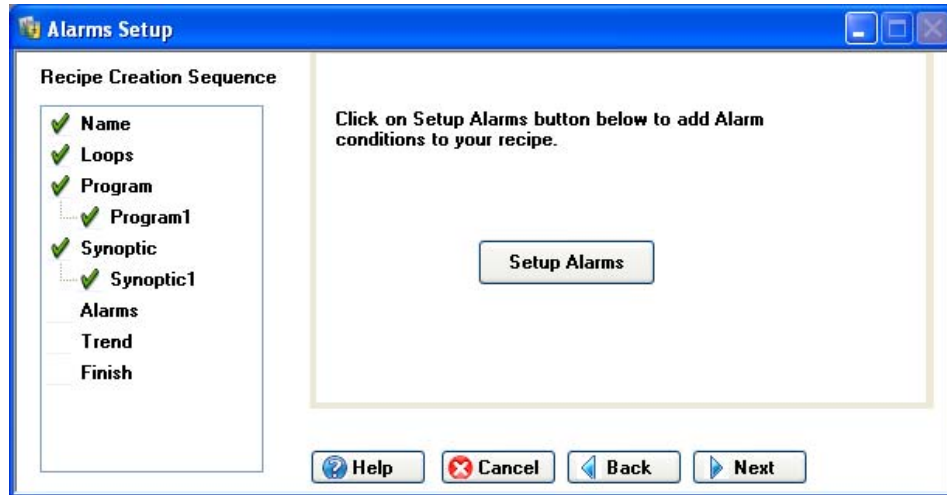 Alarms Setup
Recipe Creation Sequence
Name
Loops
Program
Program1
Synoptic
Synoptic1
Alarms
Trend
Finish
Click on Setup Alarms button below to add Alarm
conditions to your recipe.
Setup Alarms
Help Cancel Back Next